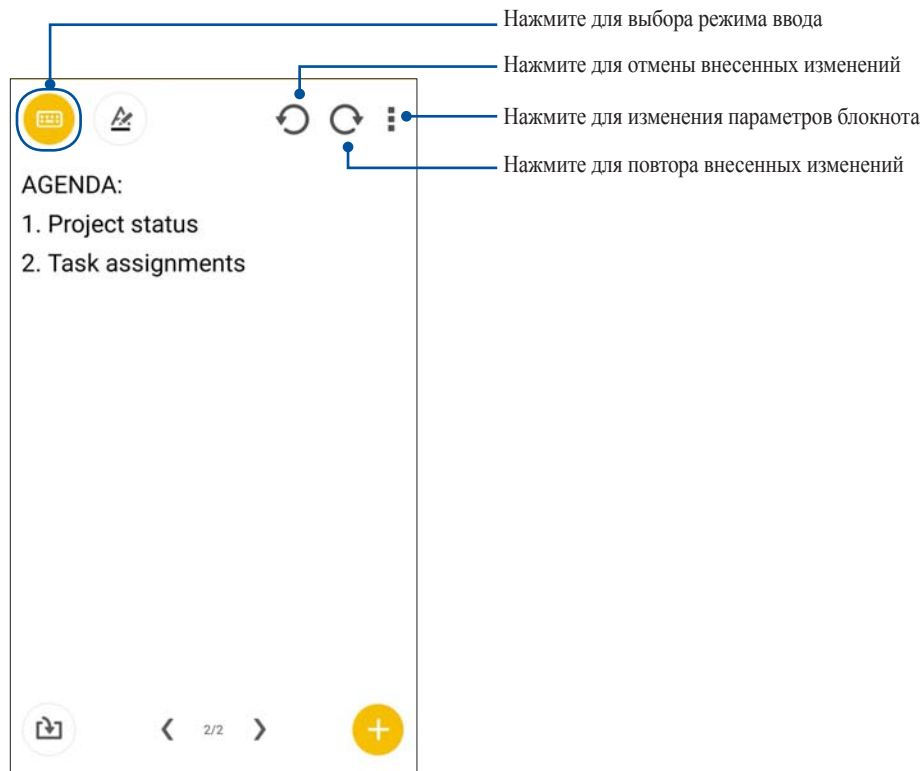 Нажмите для выбора режима ввода
Нажмите для отмены внесенных изменений
Нажмите для изменения параметров блокнота
Нажмите для повтора внесенных изменений
AGENDA:
1. Project status
2. Task assignments
2/2